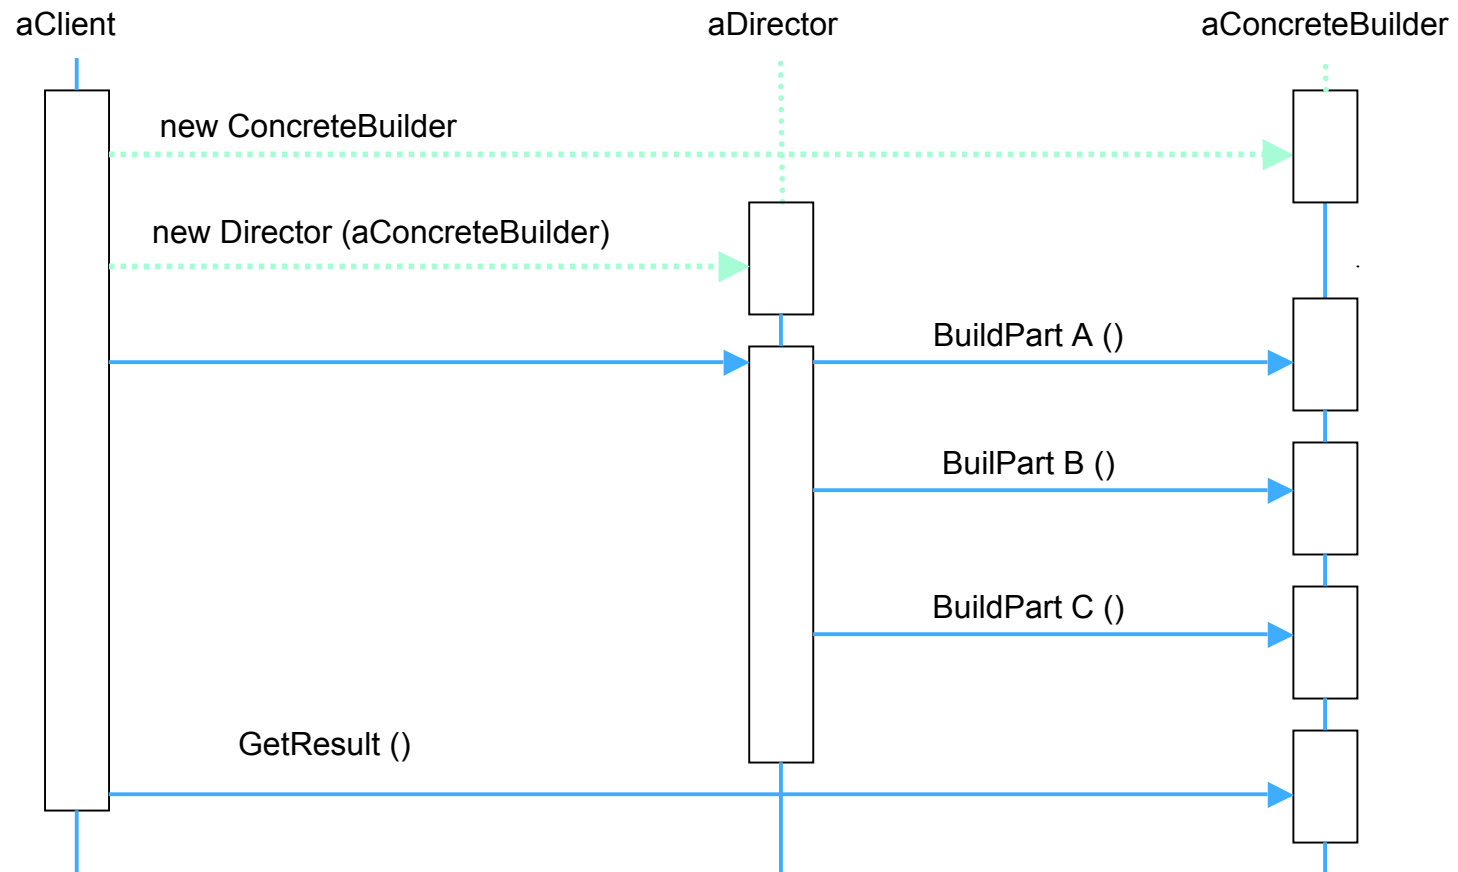 aClient
aDirector
aConcreteBuilder
new ConcreteBuilder
new Director (aConcreteBuilder)
BuildPart A ()
BuilPart B ()
BuildPart C ()
GetResult ()